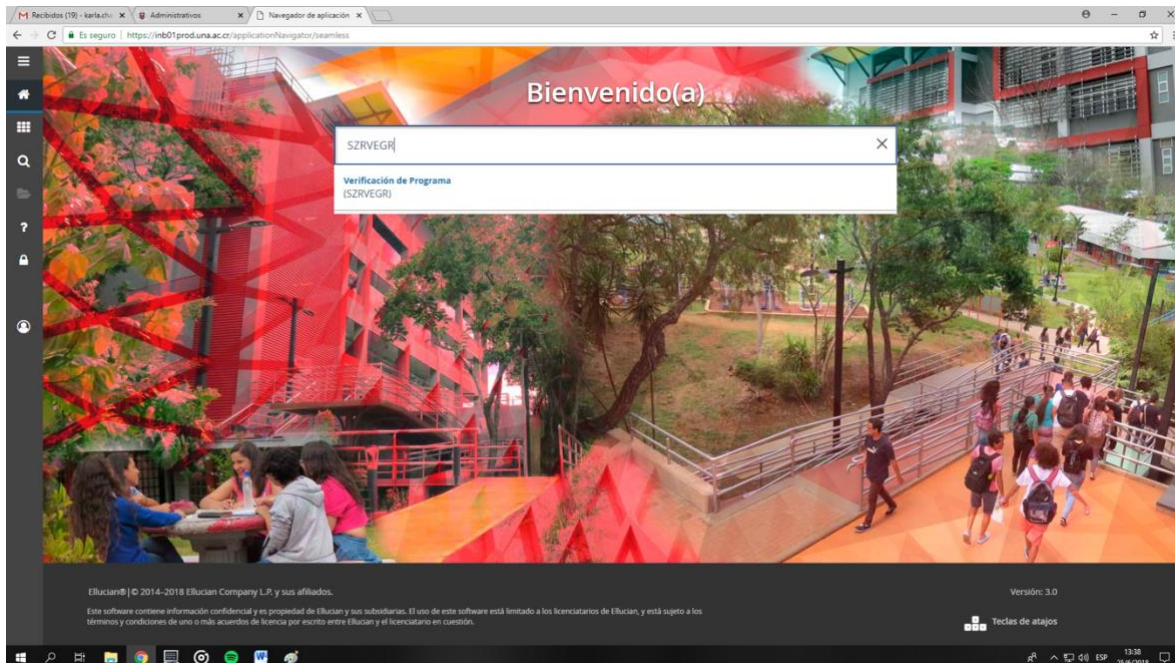 Recibidos (19) - karla.cha
Administrativos
Navegador de aplicación
Es seguro | https://inb01prod.una.ac.cr/applicationNavigator/seamless
Bienvenido(a)
SZRVEGR
Verificación de Programa
(SZRVEGR)
Ellucian® | © 2014–2018 Ellucian Company L.P. y sus afiliados.
Versión: 3.0
Este software contiene información confidencial y es propiedad de Ellucian y sus subsidiarias. El uso de este software está limitado a los licenciatarios de Ellucian, y está sujeto a los
términos y condiciones de uno o más acuerdos de licencia por escrito entre Ellucian y el licenciatario en cuestión.
Teclas de atajos
ESP
13:38